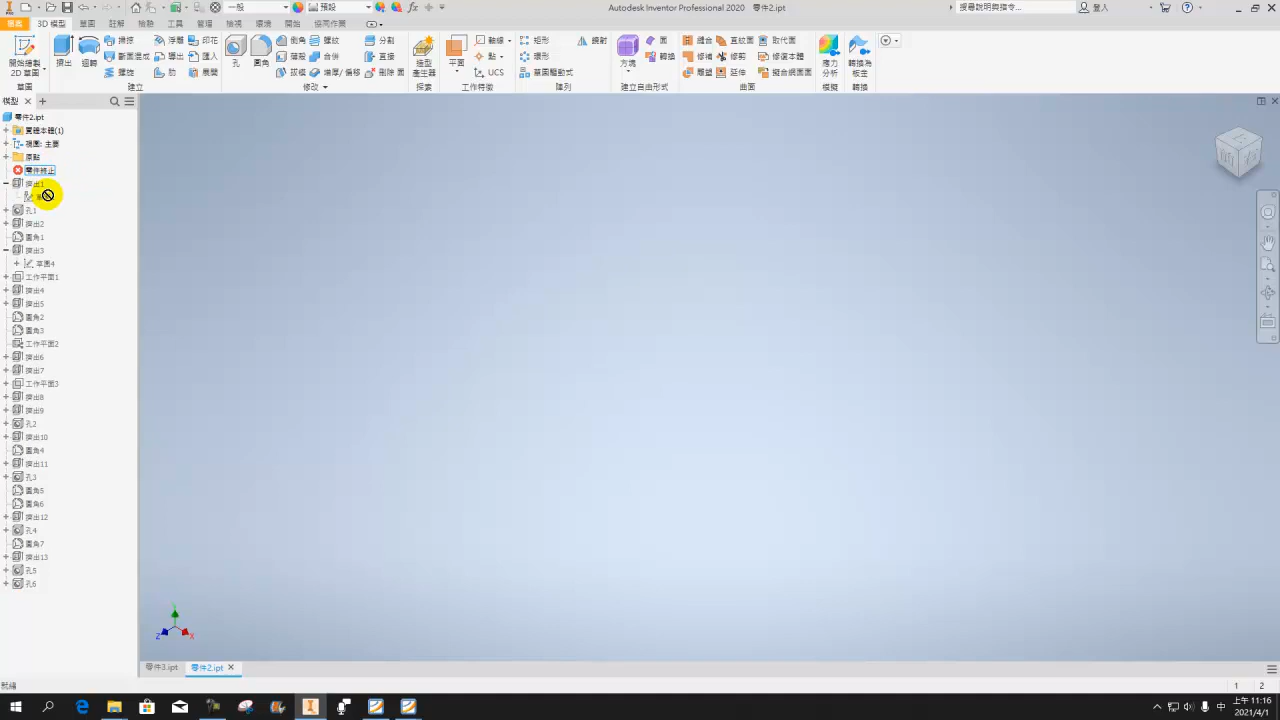 一般
預設
Autodesk Inventor Professional 2020 零件2.ipt
搜尋說明與指令...
登入
檔案 3D 模型 草圖 註解 檢驗 工具 管理 檢視 環境 開始 協同作業
開始繪製
2D 草圖
擠出 迴轉
掃掠 浮雕 印花
斷面混成 導出 匯入
螺旋 肋 展開
孔 圓角
倒角 螺紋 分割
薄殼 合併 直接
拔模 增厚/偏移 刪除 面
造型
產生器
平面
軸線
點
UCS
矩形 鏡射
環形
草圖驅動式
方塊 面
轉換
縫合 直紋面 取代面
修補 修剪 修復本體
雕塑 延伸 擬合網面
應力
分析
轉換為
板金
草圖 建立 修改 探索 工作特徵 陣列 建立自由形式 曲面 模擬 轉換
模型
零件2.ipt
實體本體(1)
視圖: 主要
原點
零件終止
擠出1
孔1
擠出2
圓角1
擠出3
草圖4
工作平面1
擠出4
擠出5
圓角2
圓角3
工作平面2
擠出6
擠出7
工作平面3
擠出8
擠出9
孔2
擠出10
圓角4
擠出11
孔3
圓角5
圓角6
擠出12
孔4
圓角7
擠出13
孔5
孔6
Y
Z
X
零件3.ipt 零件2.ipt
就緒
1 2
中
上午 11:16
2021/4/1